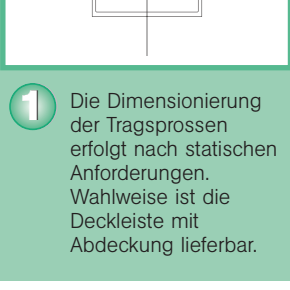 1
Die Dimensionierung
der Tragsprossen
erfolgt nach statischen
Anforderungen.
Wahlweise ist die
Deckleiste mit
Abdeckung lieferbar.